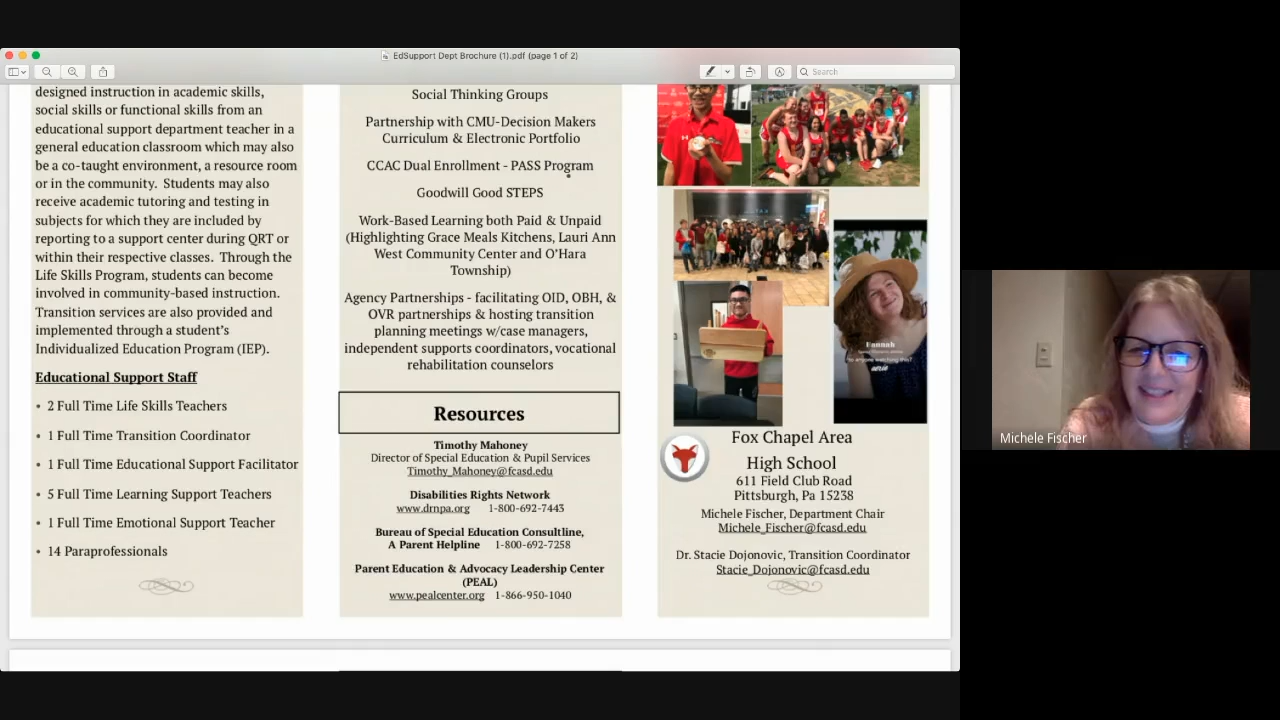 EdSupport Dept Brochure (1).pdf (page 1 of 2)
Search
designed instruction in academic skills,
social skills or functional skills from an
educational support department teacher in a
general education classroom which may also
be a co-taught environment, a resource room
or in the community. Students may also
receive academic tutoring and testing in
subjects for which they are included by
reporting to a support center during QRT or
within their respective classes. Through the
Life Skills Program, students can become
involved in community-based instruction.
Transition services are also provided and
implemented through a student's
Individualized Education Program (IEP).
Educational Support Staff
• 2 Full Time Life Skills Teachers
• 1 Full Time Transition Coordinator
• 1 Full Time Educational Support Facilitator
• 5 Full Time Learning Support Teachers
• 1 Full Time Emotional Support Teacher
• 14 Paraprofessionals
Social Thinking Groups
Partnership with CMU-Decision Makers
Curriculum & Electronic Portfolio
CCAC Dual Enrollment - PASS Program
Goodwill Good STEPS
Work-Based Learning both Paid & Unpaid
(Highlighting Grace Meals Kitchens, Lauri Ann
West Community Center and O'Hara
Township)
Agency Partnerships - facilitating OID, OBH, &
OVR partnerships & hosting transition
planning meetings w/case managers,
independent supports coordinators, vocational
rehabilitation counselors
Resources
Timothy Mahoney
Director of Special Education & Pupil Services
Timothy_Mahoney@fcasd.edu
Disabilities Rights Network
www.drnpa.org 1-800-692-7443
Bureau of Special Education Consultline,
A Parent Helpline 1-800-692-7258
Parent Education & Advocacy Leadership Center
(PEAL)
www.pealcenter.org 1-866-950-1040
Hannah
aerie
Fox Chapel Area
High School
611 Field Club Road
Pittsburgh, Pa 15238
Michele Fischer, Department Chair
Michele_Fischer@fcasd.edu
Dr. Stacie Dojonovic, Transition Coordinator
Stacie_Dojonovic@fcasd.edu
Michele Fischer